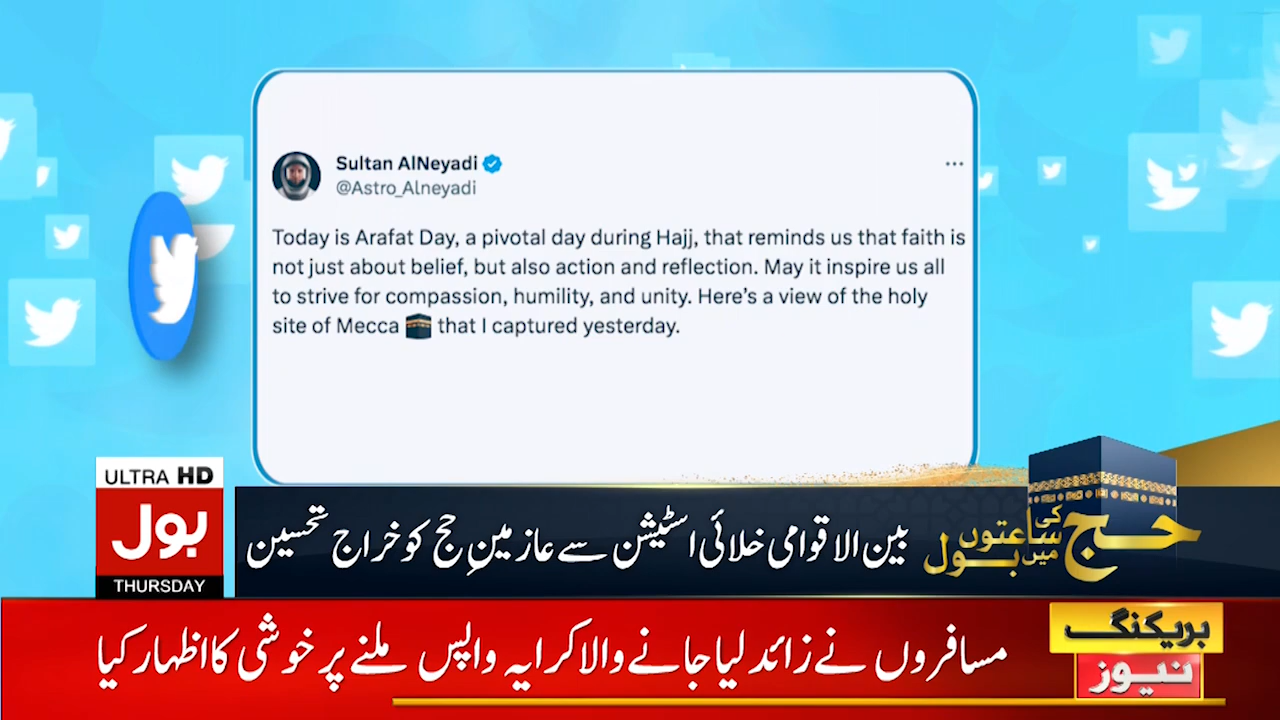 Sultan AlNeyadi
@Astro_Alneyadi
Today is Arafat Day, a pivotal day during Hajj, that reminds us that faith is
not just about belief, but also action and reflection. May it inspire us all
to strive for compassion, humility, and unity. Here's a view of the holy
site of Mecca 🕋 that I captured yesterday.
ULTRA HD
بول
THURSDAY
حج کی ساعتوں میں بول
بین الاقوامی خلائی اسٹیشن سے عازمینِ حج کو خراج تحسین
بریکنگ
نیوز
مسافروں نے زائد لیا جانے والا کرایہ واپس ملنے پر خوشی کا اظہار کیا